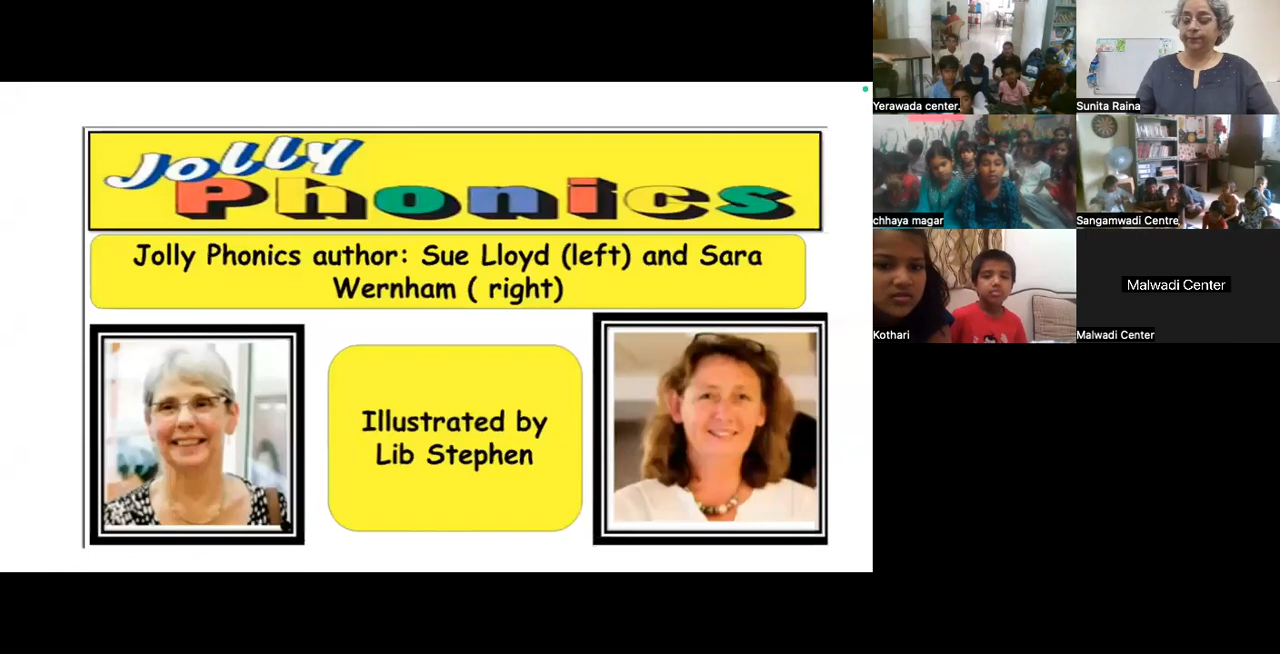 Jolly
Phonics
Jolly Phonics author: Sue Lloyd (left) and Sara
Wernham ( right)
Illustrated by
Lib Stephen
Yerawada center.
Sunita Raina
chhaya magar
Sangamwadi Centre
Kothari
Malwadi Center
Malwadi Center